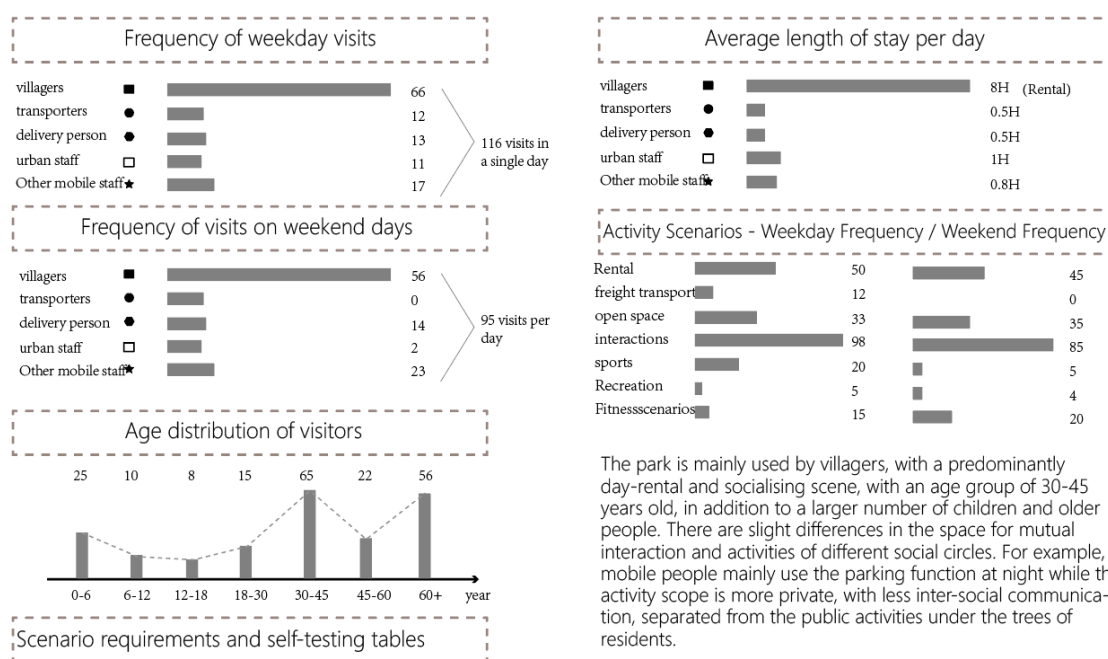 Frequency of weekday visits
villagers 66
transporters 12
delivery person 13
urban staff 11
Other mobile staff 17
116 visits in
a single day
Frequency of visits on weekend days
villagers 56
transporters 0
delivery person 14
urban staff 2
Other mobile staff 23
95 visits per
day
Age distribution of visitors
25 10 8 15 65 22 56
0-6 6-12 12-18 18-30 30-45 45-60 60+ year
Scenario requirements and self-testing tables
Average length of stay per day
villagers 8H (Rental)
transporters 0.5H
delivery person 0.5H
urban staff 1H
Other mobile staff 0.8H
Activity Scenarios - Weekday Frequency / Weekend Frequency
Rental 50 45
freight transport 12 0
open space 33 35
interactions 98 85
sports 20 5
Recreation 5 4
Fitnessscenarios 15 20
The park is mainly used by villagers, with a predominantly
day-rental and socialising scene, with an age group of 30-45
years old, in addition to a larger number of children and older
people. There are slight differences in the space for mutual
interaction and activities of different social circles. For example,
mobile people mainly use the parking function at night while
activity scope is more private, with less inter-social communica-
tion, separated from the public activities under the trees of
residents.